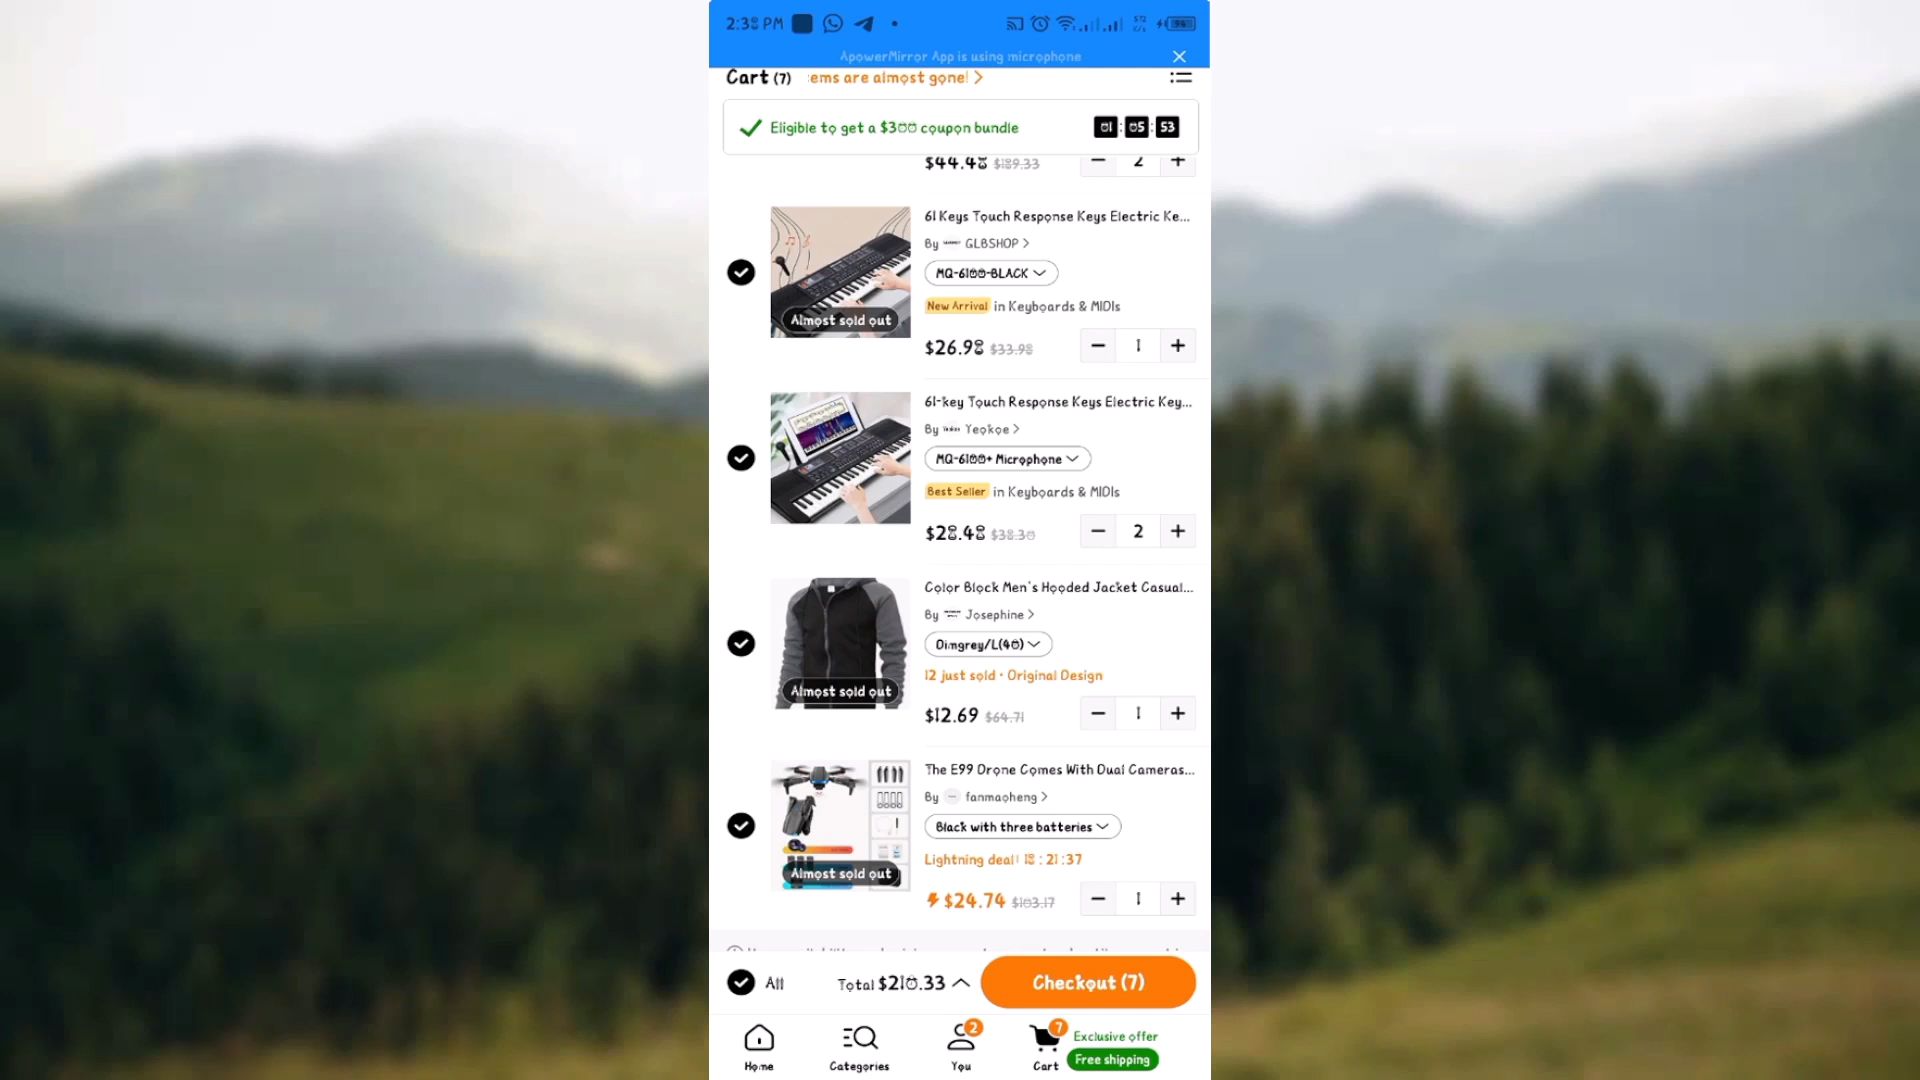 2:38 PM
ApowerMirror App is using microphone
Cart (7) ems are almost gone!
Eligible to get a $300 coupon bundle 01 : 05 : 53
$44.48 $189.33 2
61 Keys Touch Response Keys Electric Ke...
By GLBSHOP
MQ-6100-BLACK
New Arrival in Keyboards & MIDIs
Almost sold out
$26.98 $33.98 1
61-key Touch Response Keys Electric Key...
By Yeokoe
MQ-6100+ Microphone
Best Seller in Keyboards & MIDIs
$28.48 $38.30 2
Color Block Men's Hooded Jacket Casual...
By Josephine
Dimgrey/L(40)
12 just sold • Original Design
Almost sold out
$12.69 $64.71 1
The E99 Drone Comes With Dual Cameras...
By fanmaoheng
Black with three batteries
Lightning deal! 18 : 21 : 37
Almost sold out
$24.74 $103.17 1
All Total $210.33 Checkout (7)
2 7 Exclusive offer
Free shipping
Home Categories You Cart